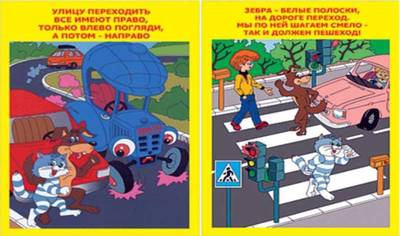 УЛИЦУ ПЕРЕХОДИТЬ
ВСЕ ИМЕЮТ ПРАВО,
ТОЛЬКО ВЛЕВО ПОГЛЯДИ,
А ПОТОМ - НАПРАВО
ЗЕБРА - БЕЛЫЕ ПОЛОСКИ,
НА ДОРОГЕ ПЕРЕХОД.
МЫ ПО НЕЙ ШАГАЕМ СМЕЛО -
ТАК И ДОЛЖЕН ПЕШЕХОД!